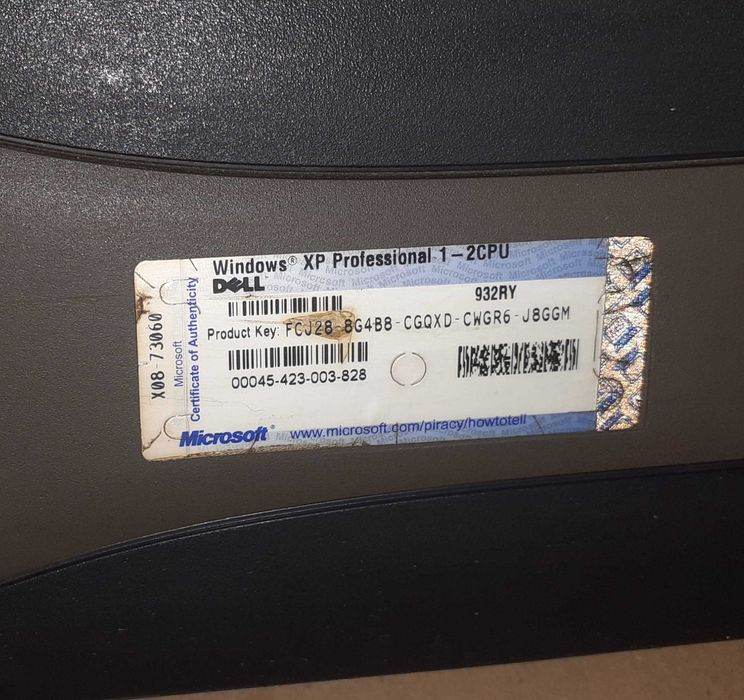 Windows® XP Professional 1-2CPU
DELL
932RY
Product Key: FCJ28-8G4B8-CGQXD-CWGR6-J8GGM
00045-423-003-828
Microsoft® www.microsoft.com/piracy/howtotell
X08-73060
Microsoft
Certificate of Authenticity